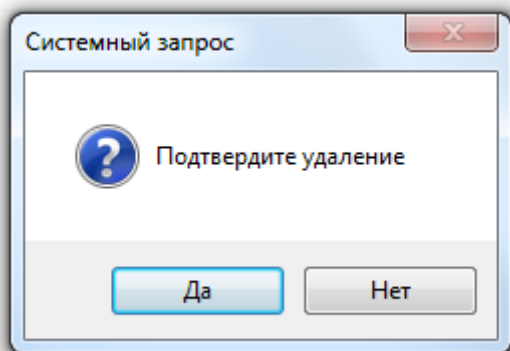 Системный запрос
Подтвердите удаление
Да
Нет